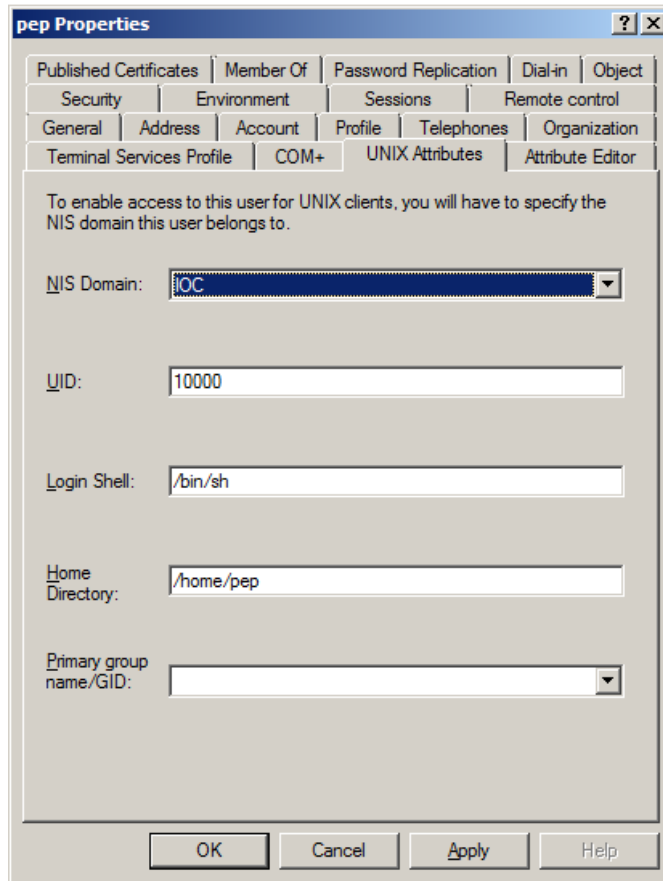 pep Properties
Published Certificates Member Of Password Replication Dial-in Object
Security Environment Sessions Remote control
General Address Account Profile Telephones Organization
Terminal Services Profile COM+ UNIX Attributes Attribute Editor
To enable access to this user for UNIX clients, you will have to specify the
NIS domain this user belongs to.
NIS Domain: IOC
UID: 10000
Login Shell: /bin/sh
Home
Directory: /home/pep
Primary group
name/GID:
OK Cancel Apply Help